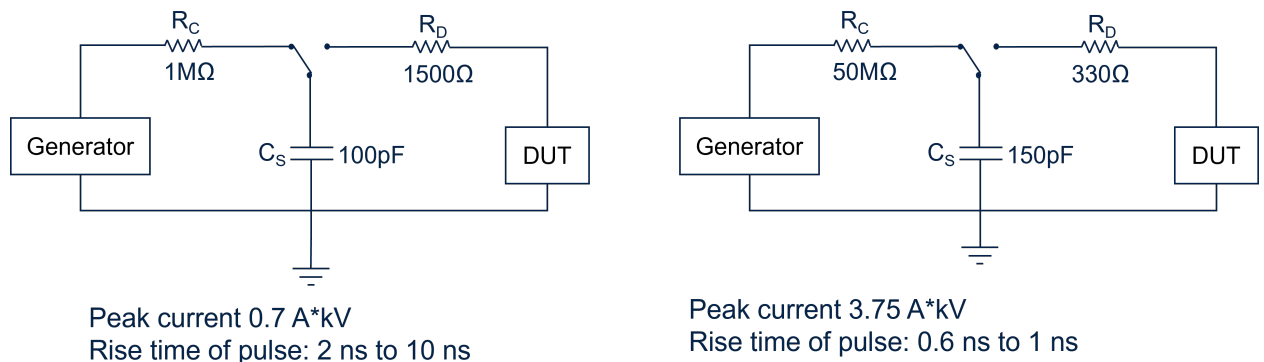 R_C
1MΩ
R_D
1500Ω
Generator
C_S
100pF
DUT
Peak current 0.7 A*kV
Rise time of pulse: 2 ns to 10 ns
R_C
50MΩ
R_D
330Ω
Generator
C_S
150pF
DUT
Peak current 3.75 A*kV
Rise time of pulse: 0.6 ns to 1 ns